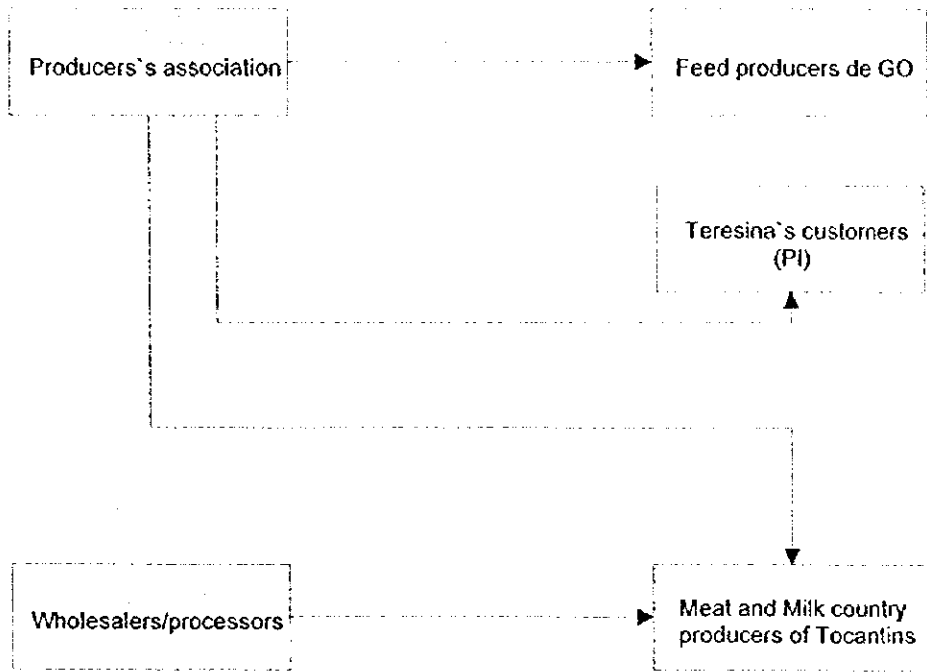 Producers`s association
Feed producers de GO
Teresina`s customers
(PI)
Wholesalers/processors
Meat and Milk country
producers of Tocantins